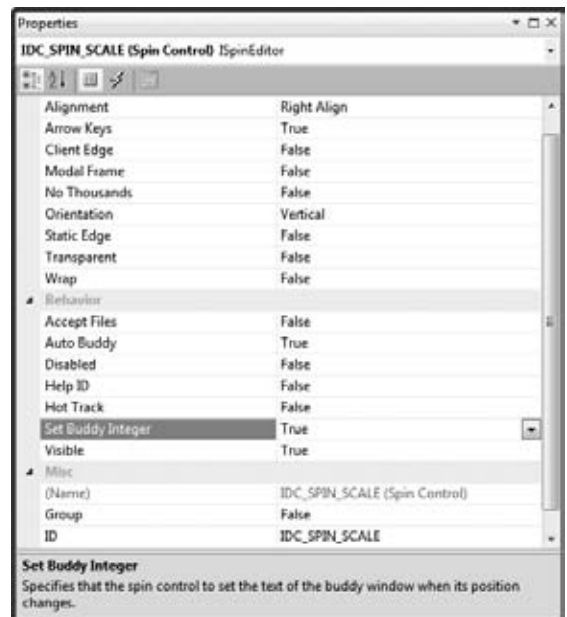 Properties
IDC_SPIN_SCALE (Spin Control) ISpinEditor
Alignment Right Align
Arrow Keys True
Client Edge False
Modal Frame False
No Thousands False
Orientation Vertical
Static Edge False
Transparent False
Wrap False
Behavior
Accept Files False
Auto Buddy True
Disabled False
Help ID False
Hot Track False
Set Buddy Integer True
Visible True
Misc
(Name) IDC_SPIN_SCALE (Spin Control)
Group False
ID IDC_SPIN_SCALE
Set Buddy Integer
Specifies that the spin control to set the text of the buddy window when its position
changes.